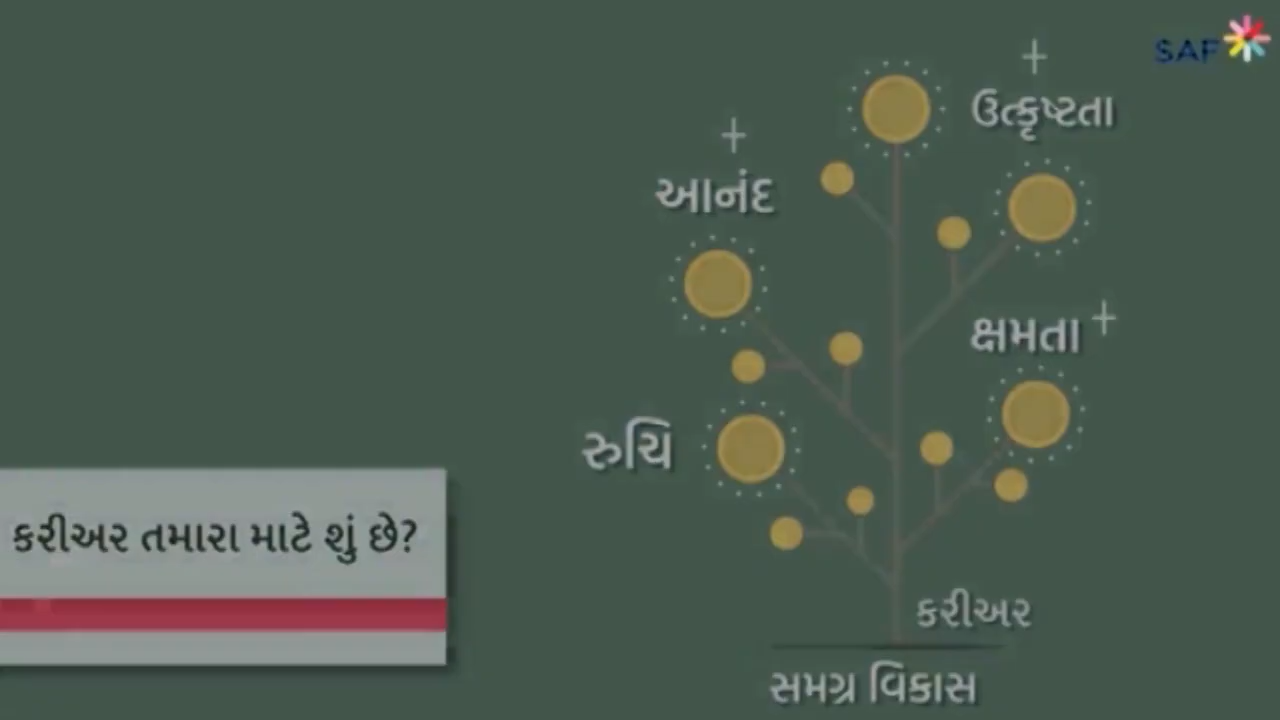 SAF
+
ઉત્કૃષ્ટતા
+
આનંદ
ક્ષમતા +
રુચિ
કરીઅર તમારા માટે શું છે?
કરીઅર
સમગ્ર વિકાસ